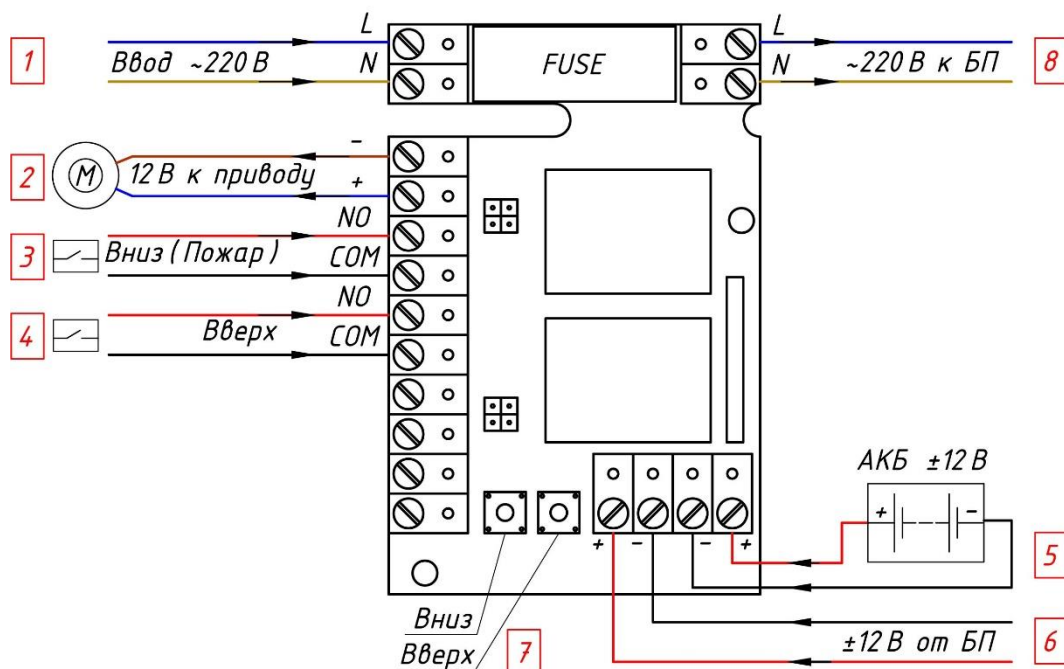 L
1
Ввод ~220 В
N
FUSE
L
N
~220 В к БП
8
2
М
-
12 В к приводу
+
3
Вниз (Пожар)
NO
COM
4
Вверх
NO
COM
АКБ ±12 В
+
-
+
-
-
+
5
Вниз
Вверх
7
±12 В от БП
6